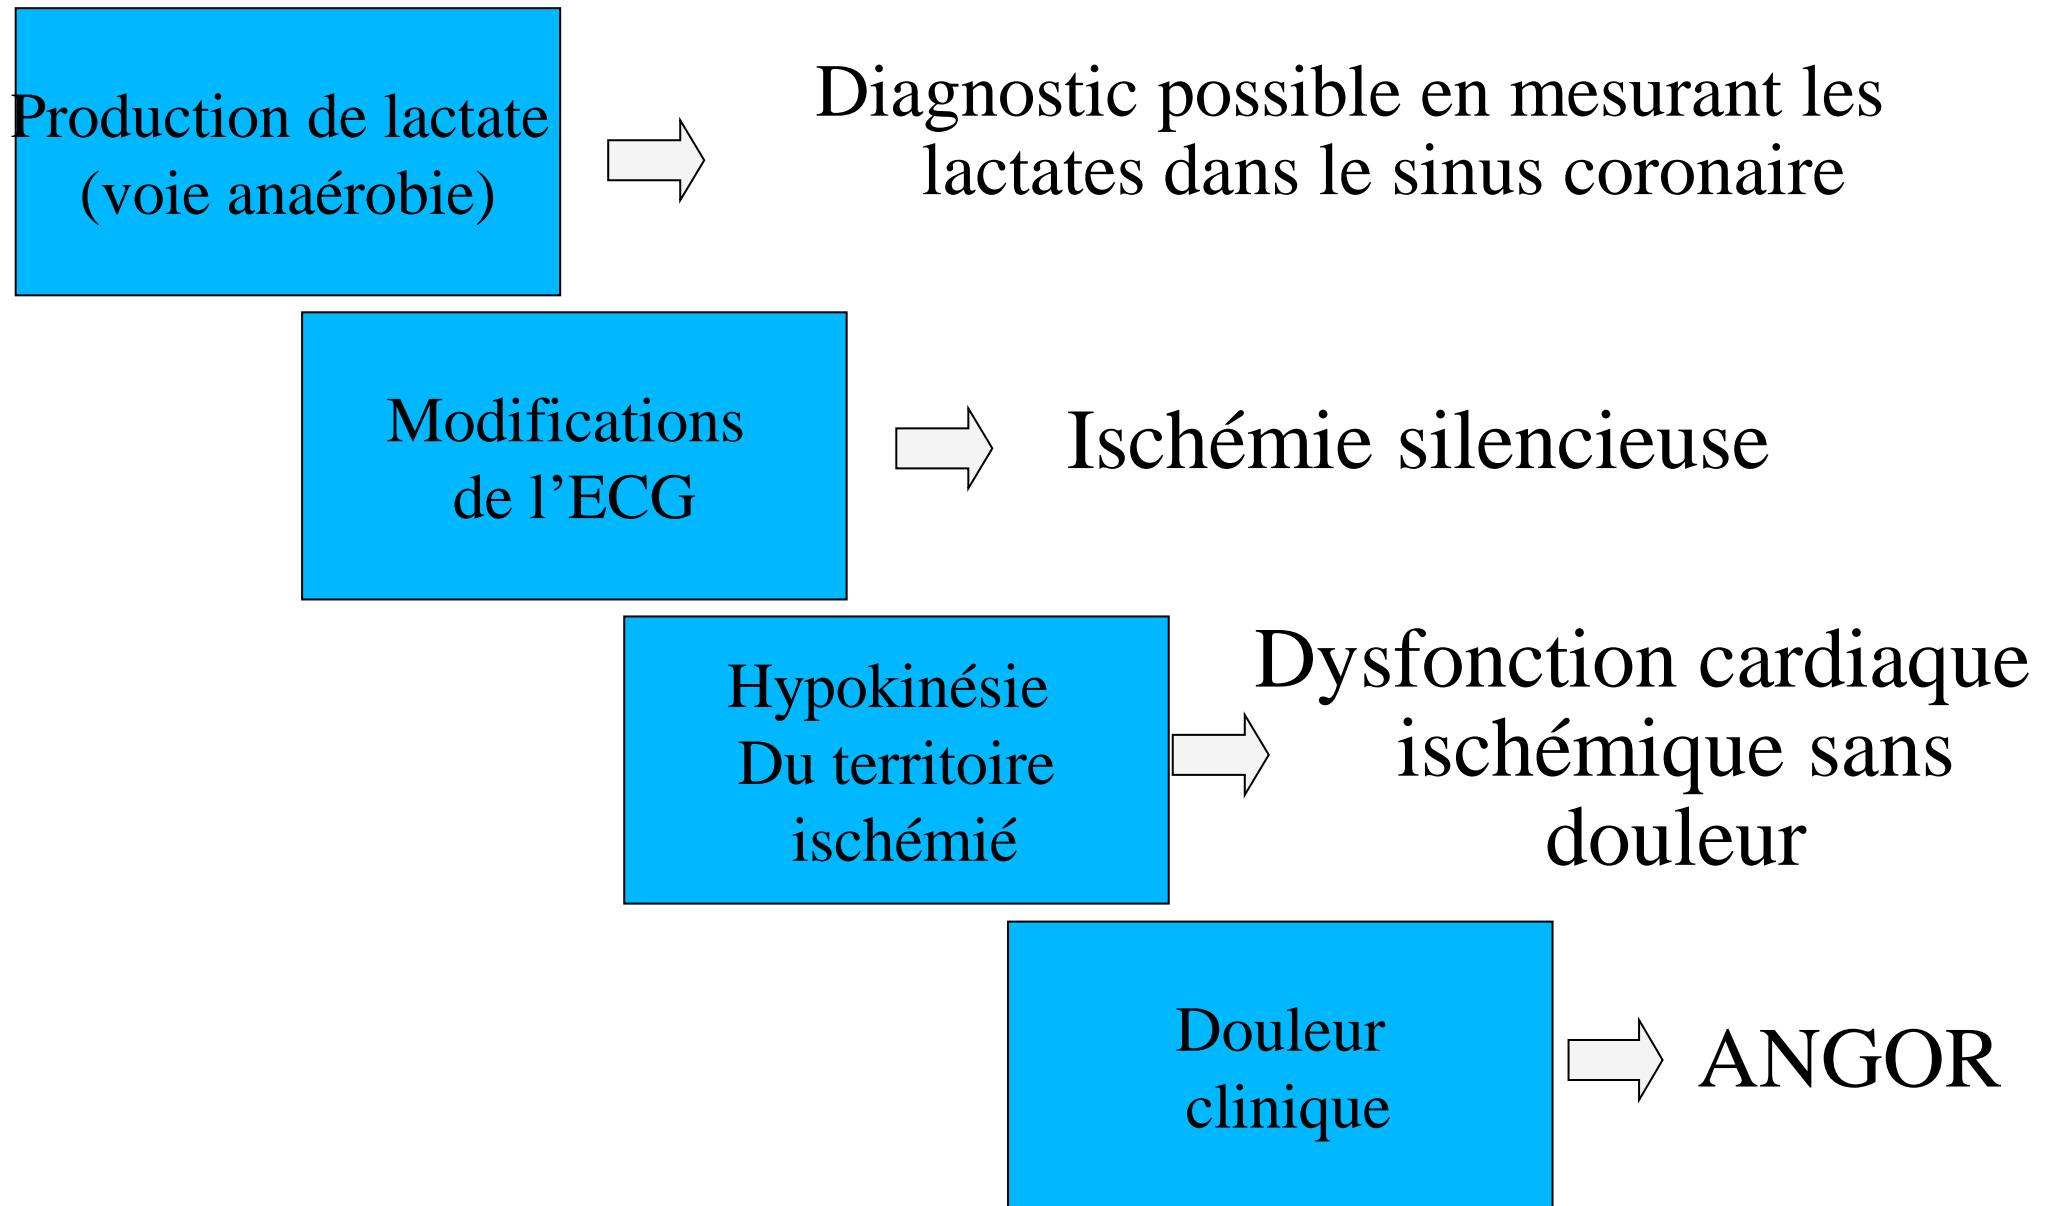 Production de lactate
(voie anaérobie)
Diagnostic possible en mesurant les
lactates dans le sinus coronaire
Modifications
de l’ECG
Ischémie silencieuse
Hypokinésie
Du territoire
ischémié
Dysfonction cardiaque
ischémique sans
douleur
Douleur
clinique
ANGOR